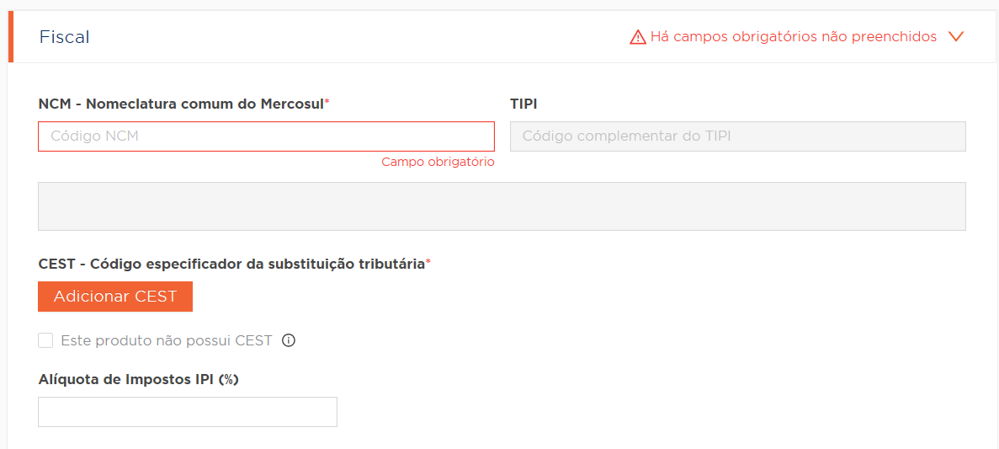 Fiscal
Há campos obrigatórios não preenchidos
NCM - Nomeclatura comum do Mercosul*
TIPI
Código NCM
Código complementar do TIPI
Campo obrigatório
CEST - Código especificador da substituição tributária*
Adicionar CEST
Este produto não possui CEST
Alíquota de Impostos IPI (%)